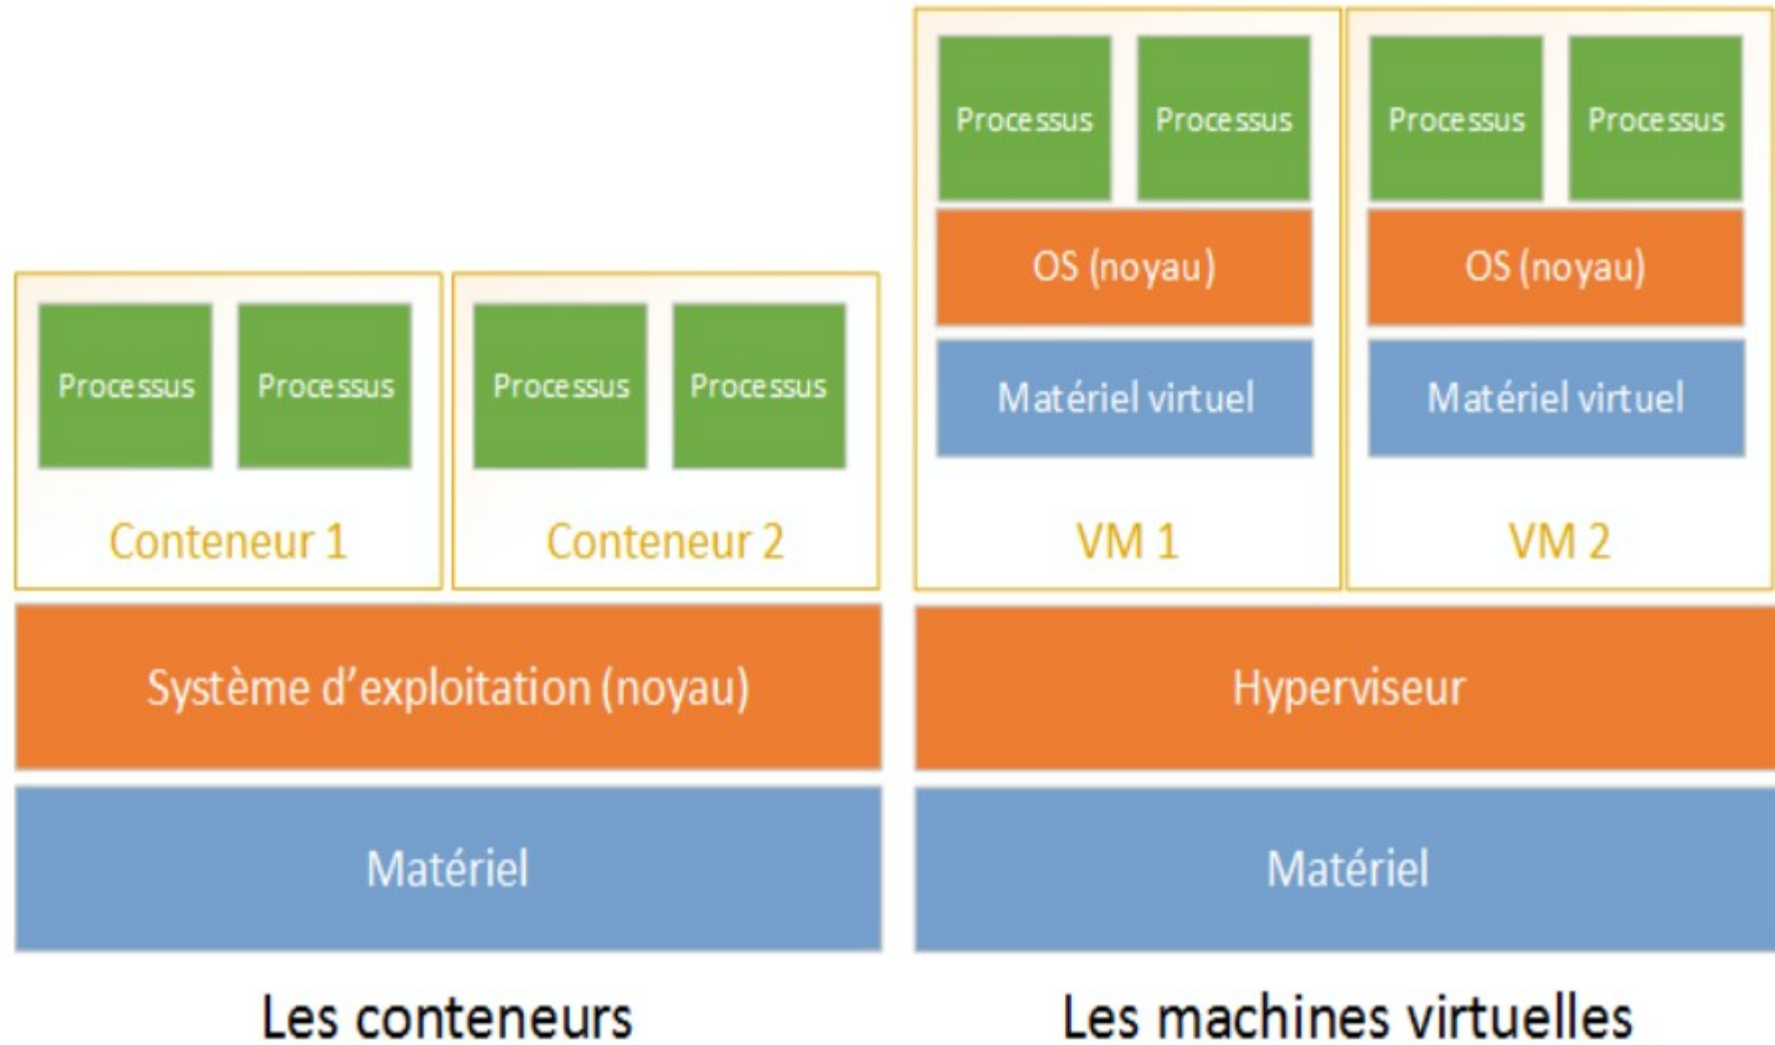 Processus Processus Processus Processus
OS (noyau) OS (noyau)
Processus Processus Processus Processus
Matériel virtuel Matériel virtuel
Conteneur 1 Conteneur 2 VM 1 VM 2
Système d’exploitation (noyau) Hyperviseur
Matériel Matériel
Les conteneurs Les machines virtuelles